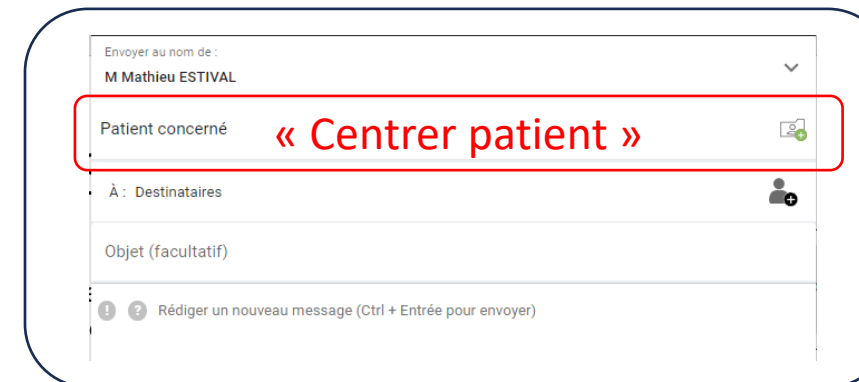 Envoyer au nom de :
M Mathieu ESTIVAL
Patient concerné « Centrer patient »
À : Destinataires
Objet (facultatif)
! ? Rédiger un nouveau message (Ctrl + Entrée pour envoyer)